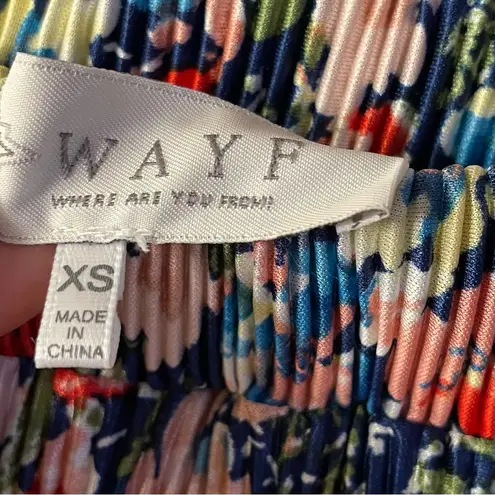 WAYF
WHERE ARE YOU FROM?
XS
MADE
IN
CHINA